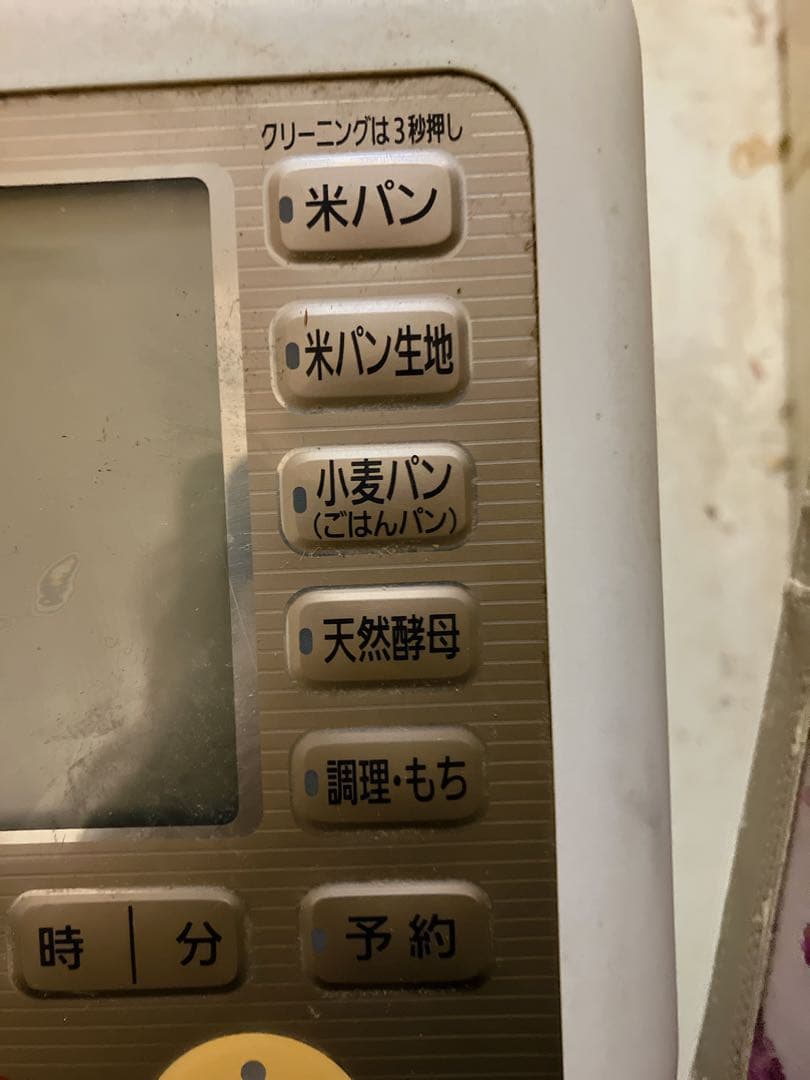 クリーニングは3秒押し
米パン
米パン生地
小麦パン
(ごはんパン)
天然酵母
調理・もち
時 分
予約